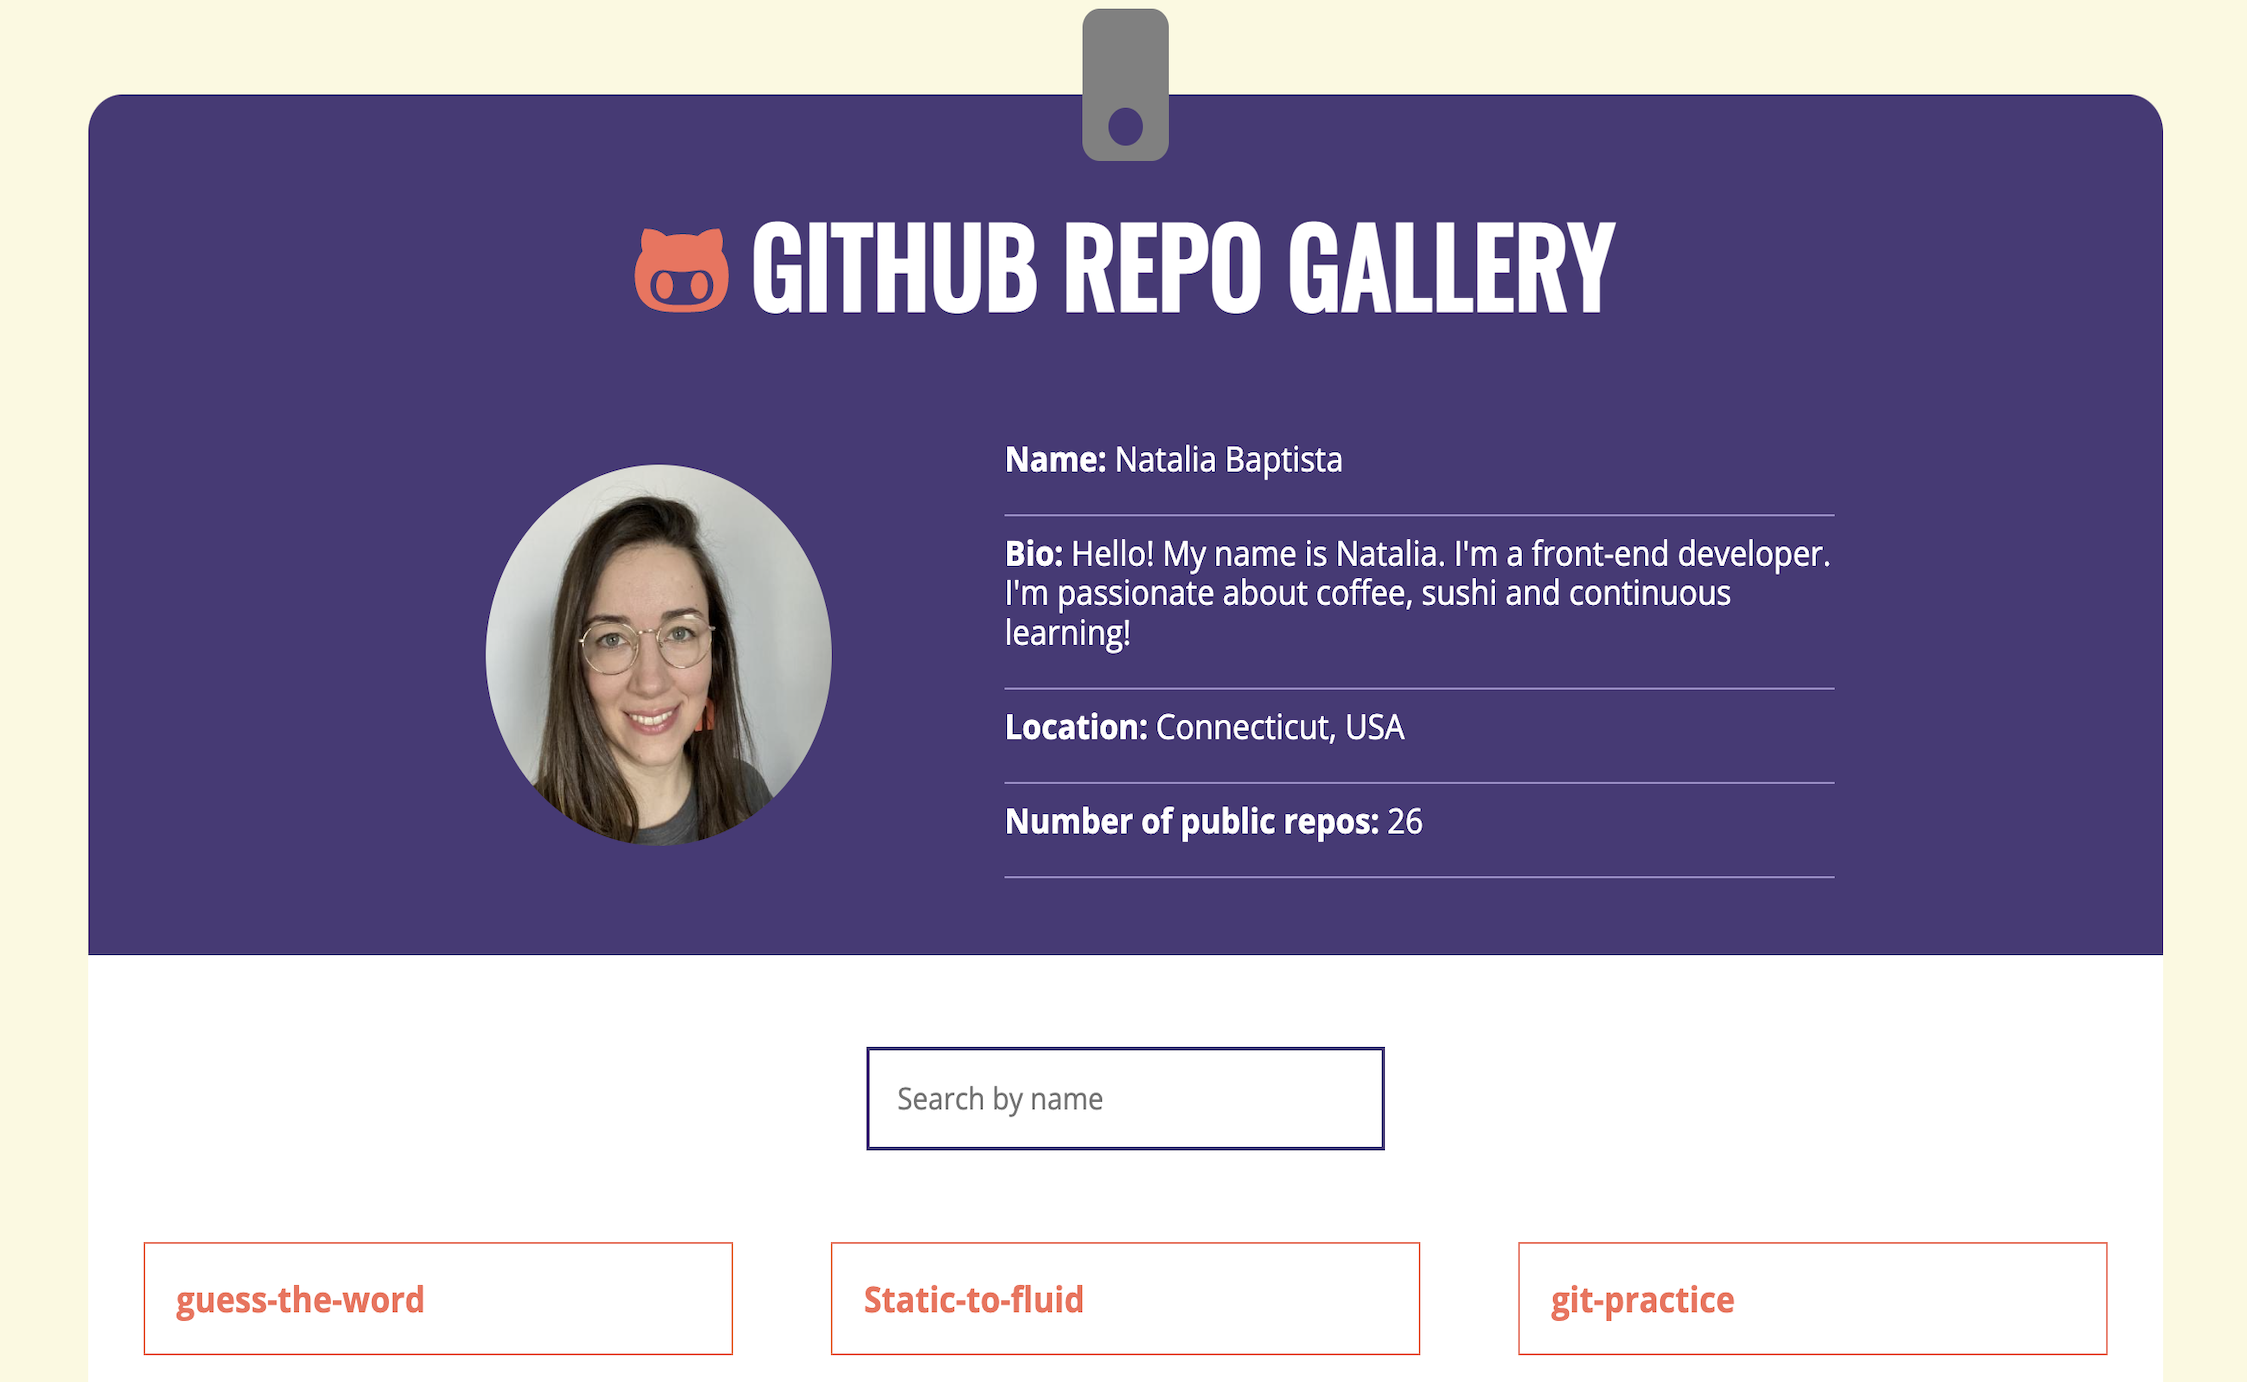 GITHUB REPO GALLERY
Name: Natalia Baptista
Bio: Hello! My name is Natalia. I'm a front-end developer.
I'm passionate about coffee, sushi and continuous
learning!
Location: Connecticut, USA
Number of public repos: 26
Search by name
guess-the-word
Static-to-fluid
git-practice